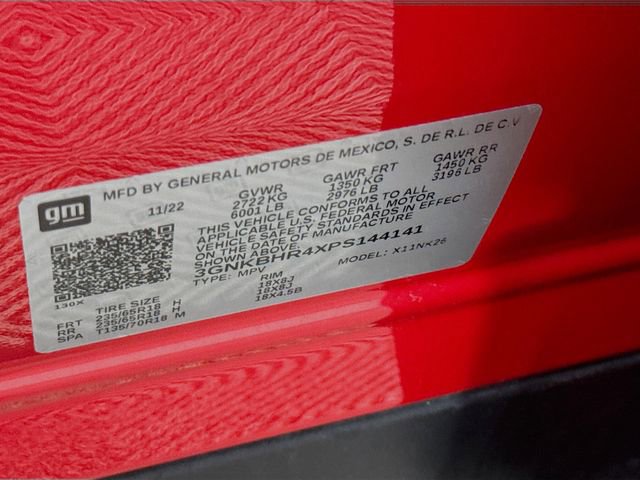 gm
MFD BY GENERAL MOTORS DE MEXICO, S. DE R.L. DE C.V
11/22 GVWR GAWR FRT GAWR RR
2722 KG 1350 KG 1450 KG
6001 LB 2976 LB 3196 LB
THIS VEHICLE CONFORMS TO ALL
APPLICABLE U.S. FEDERAL MOTOR
VEHICLE SAFETY STANDARDS IN EFFECT
ON THE DATE OF MANUFACTURE
SHOWN ABOVE.
3GNKBHR4XPS144141
TYPE: MPV MODEL: X11NK26
130X
TIRE SIZE RIM
FRT 235/65R18 H 18X8J
RR 235/65R18 H 18X8J
SPA T135/70R18 M 18X4.5B